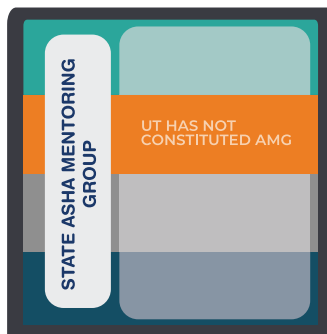 STATE ASHA MENTORING
GROUP
UT HAS NOT
CONSTITUTED AMG